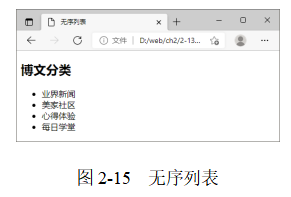 无序列表
文件 D:/web/ch2/2-13...
博文分类
业界新闻
美家社区
心得体验
每日学堂
图 2-15 无序列表